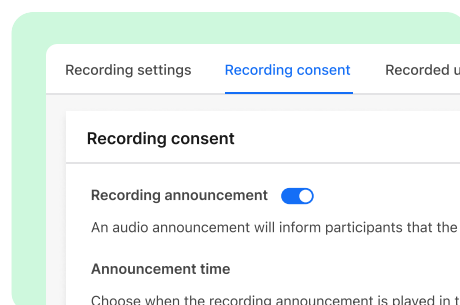 Recording settings Recording consent Recorded u
Recording consent
Recording announcement
An audio announcement will inform participants that the
Announcement time
Choose when the recording announcement is played in t